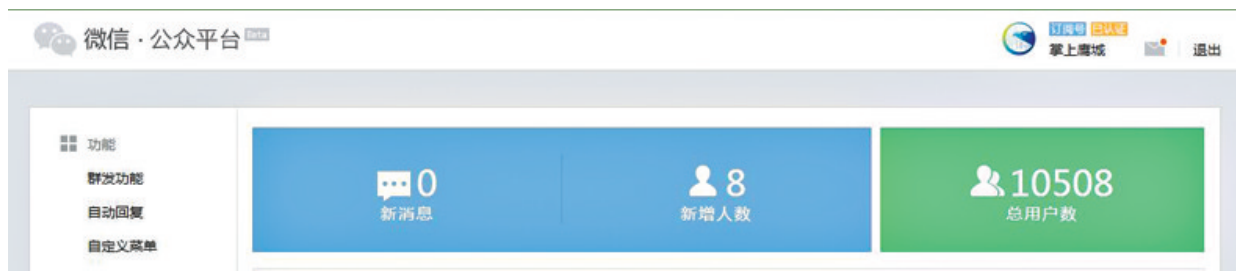 微信·公众平台 Beta
订阅号 已认证
掌上鹰城
退出
功能
群发功能
自动回复
自定义菜单
0
新消息
8
新增人数
10508
总用户数